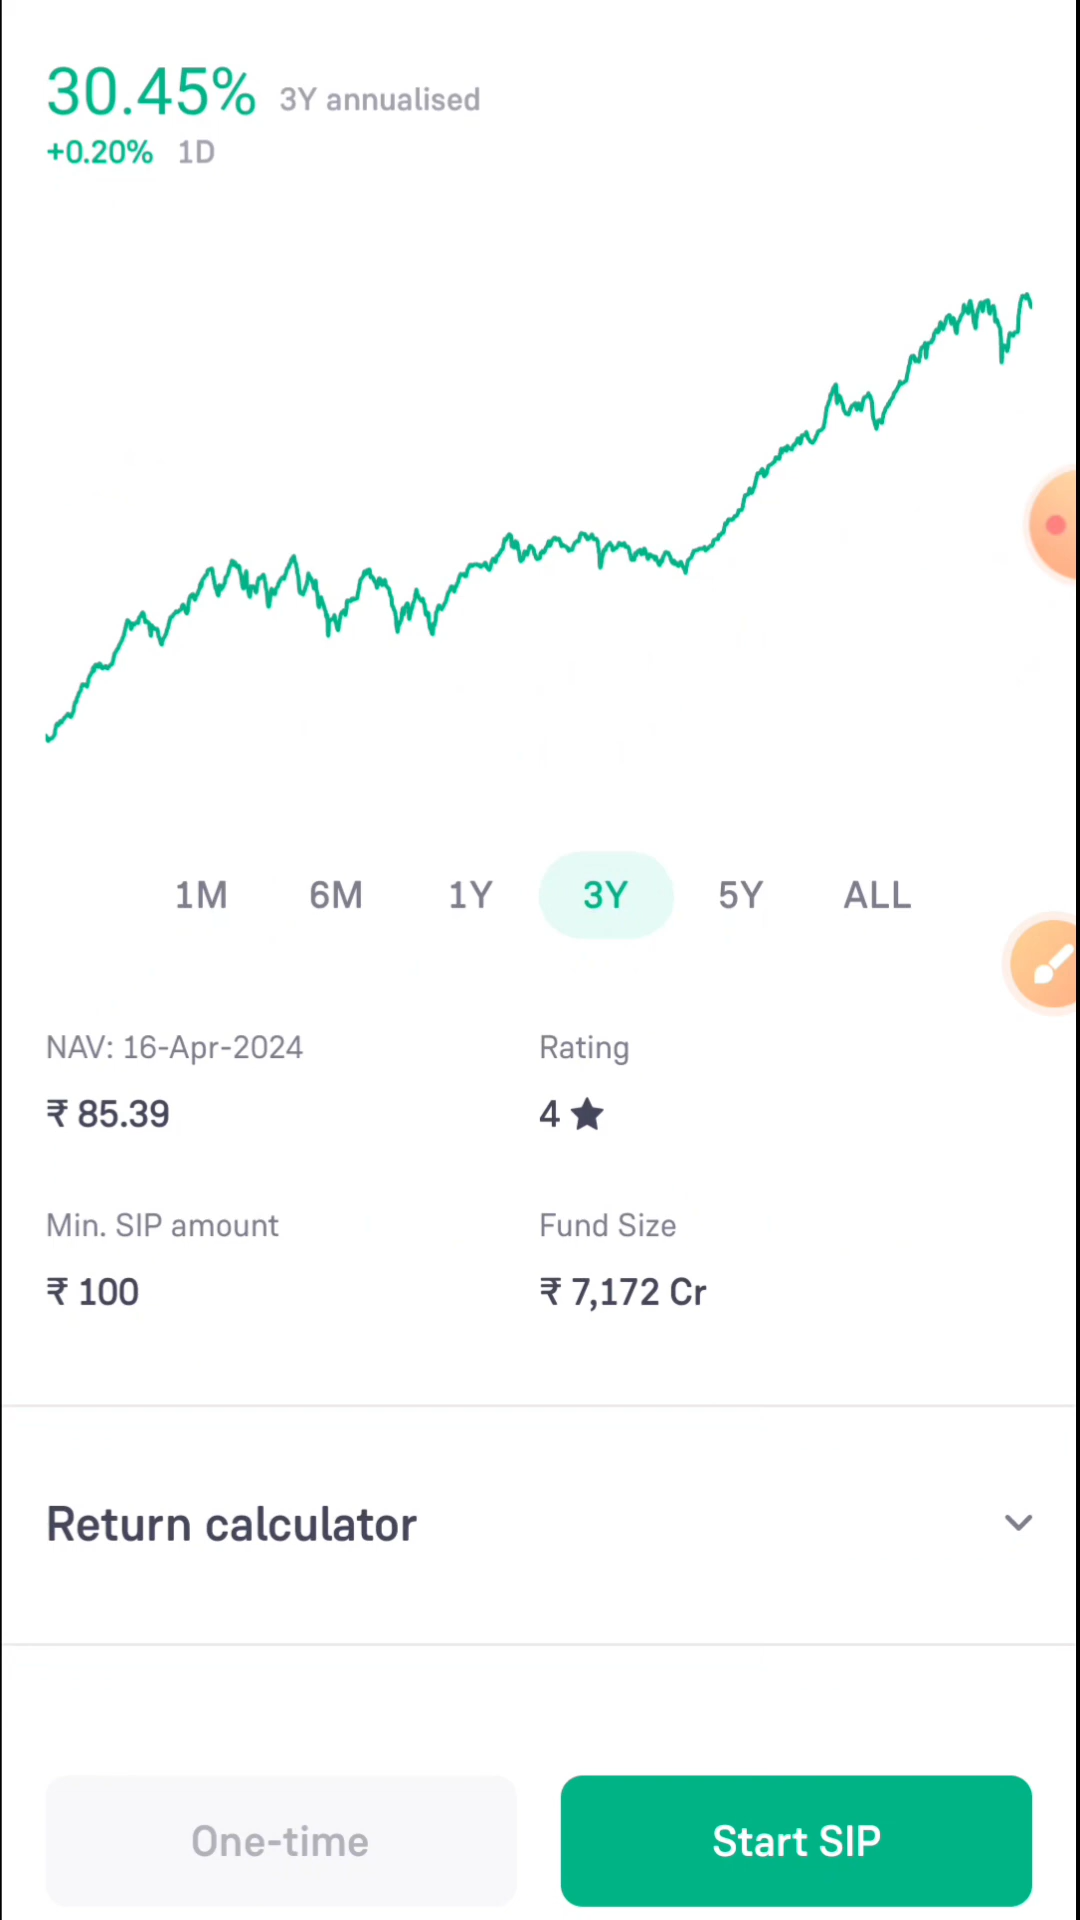 30.45% 3Y annualised
+0.20% 1D
1M 6M 1Y 3Y 5Y ALL
NAV: 16-Apr-2024 Rating
₹ 85.39 4 ★
Min. SIP amount Fund Size
₹ 100 ₹ 7,172 Cr
Return calculator
One-time Start SIP